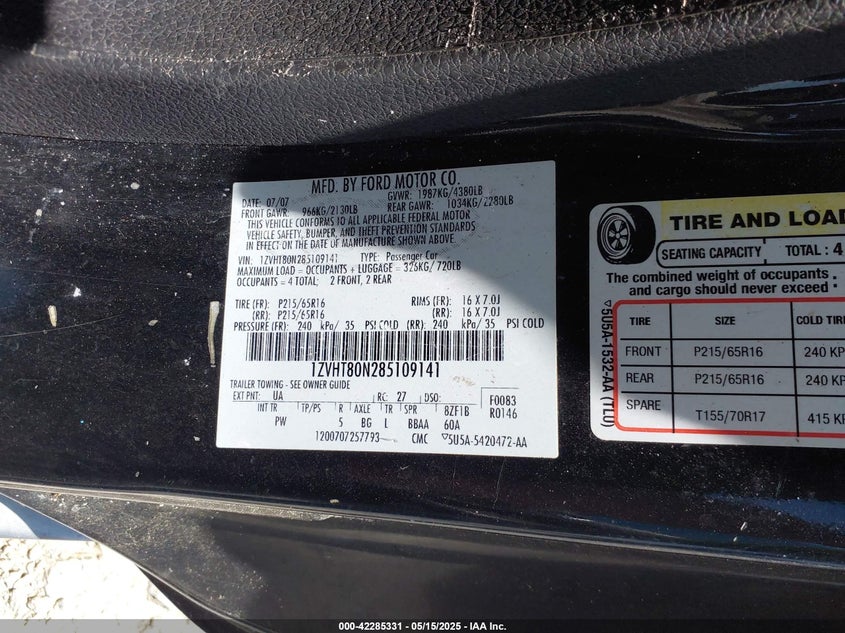 MFD. BY FORD MOTOR CO.
DATE: 07/07 GVWR: 1987KG/4380LB
FRONT GAWR: 966KG/2130LB REAR GAWR: 1034KG/2280LB
THIS VEHICLE CONFORMS TO ALL APPLICABLE FEDERAL MOTOR
VEHICLE SAFETY, BUMPER, AND THEFT PREVENTION STANDARDS
IN EFFECT ON THE DATE OF MANUFACTURE SHOWN ABOVE.
VIN: 1ZVHT80N285109141 TYPE: Passenger Car
MAXIMUM LOAD = OCCUPANTS + LUGGAGE = 326KG/ 720LB
OCCUPANTS = 4 TOTAL; 2 FRONT, 2 REAR
TIRE (FR): P215/65R16 RIMS (FR): 16 X 7.0J
(RR): P215/65R16 (RR): 16 X 7.0J
PRESSURE (FR): 240 kPa/ 35 PSI COLD (RR): 240 kPa/ 35 PSI COLD
1ZVHT80N285109141
TRAILER TOWING - SEE OWNER GUIDE
EXT PNT: UA RC: 27 DSO: F0083
INT TR TP/PS R AXLE TR SPR 8ZF1B R0146
PW 5 BG L BBAA 60A
1200707257793 CMC ▽5U5A-5420472-AA
TIRE AND LOAD
SEATING CAPACITY TOTAL : 4
The combined weight of occupants
and cargo should never exceed :
TIRE SIZE COLD TIR
FRONT P215/65R16 240 KP
REAR P215/65R16 240 KP
SPARE T155/70R17 415 KP
▽5U5A-1532-AA (TL0)
000-42285331 - 05/15/2025 - IAA Inc.